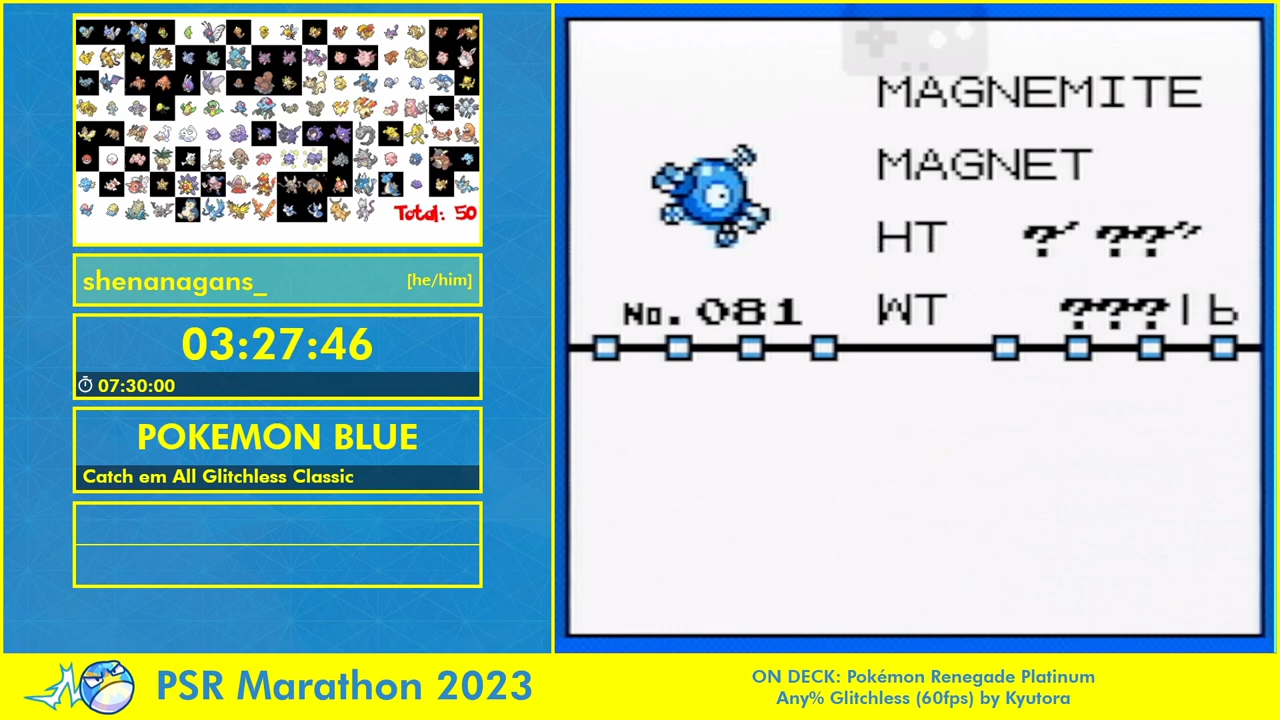 Total: 50
shenanagans_ [he/him]
03:27:46
07:30:00
POKEMON BLUE
Catch em All Glitchless Classic
MAGNEMITE
MAGNET
HT ?′ ??″
No.081 WT ???lb
PSR Marathon 2023
ON DECK: Pokémon Renegade Platinum
Any% Glitchless (60fps) by Kyutora